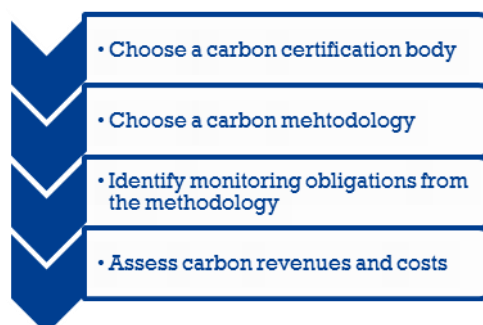 • Choose a carbon certification body
• Choose a carbon mehtodology
• Identify monitoring obligations from
the methodology
• Assess carbon revenues and costs